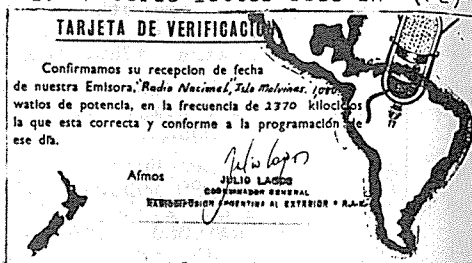 TARJETA DE VERIFICACION
Confirmamos su recepcion de fecha
de nuestra Emisora, "Radio Nacional," Isla Malvinas. 1,000
watios de potencia, en la frecuencia de 2370 kilociclos
la que esta correcta y conforme a la programación de
ese día.
Afmos
JULIO LAGOS
COORDINADOR GENERAL
RADIODIFUSION ARGENTINA AL EXTERIOR * R.A.E.